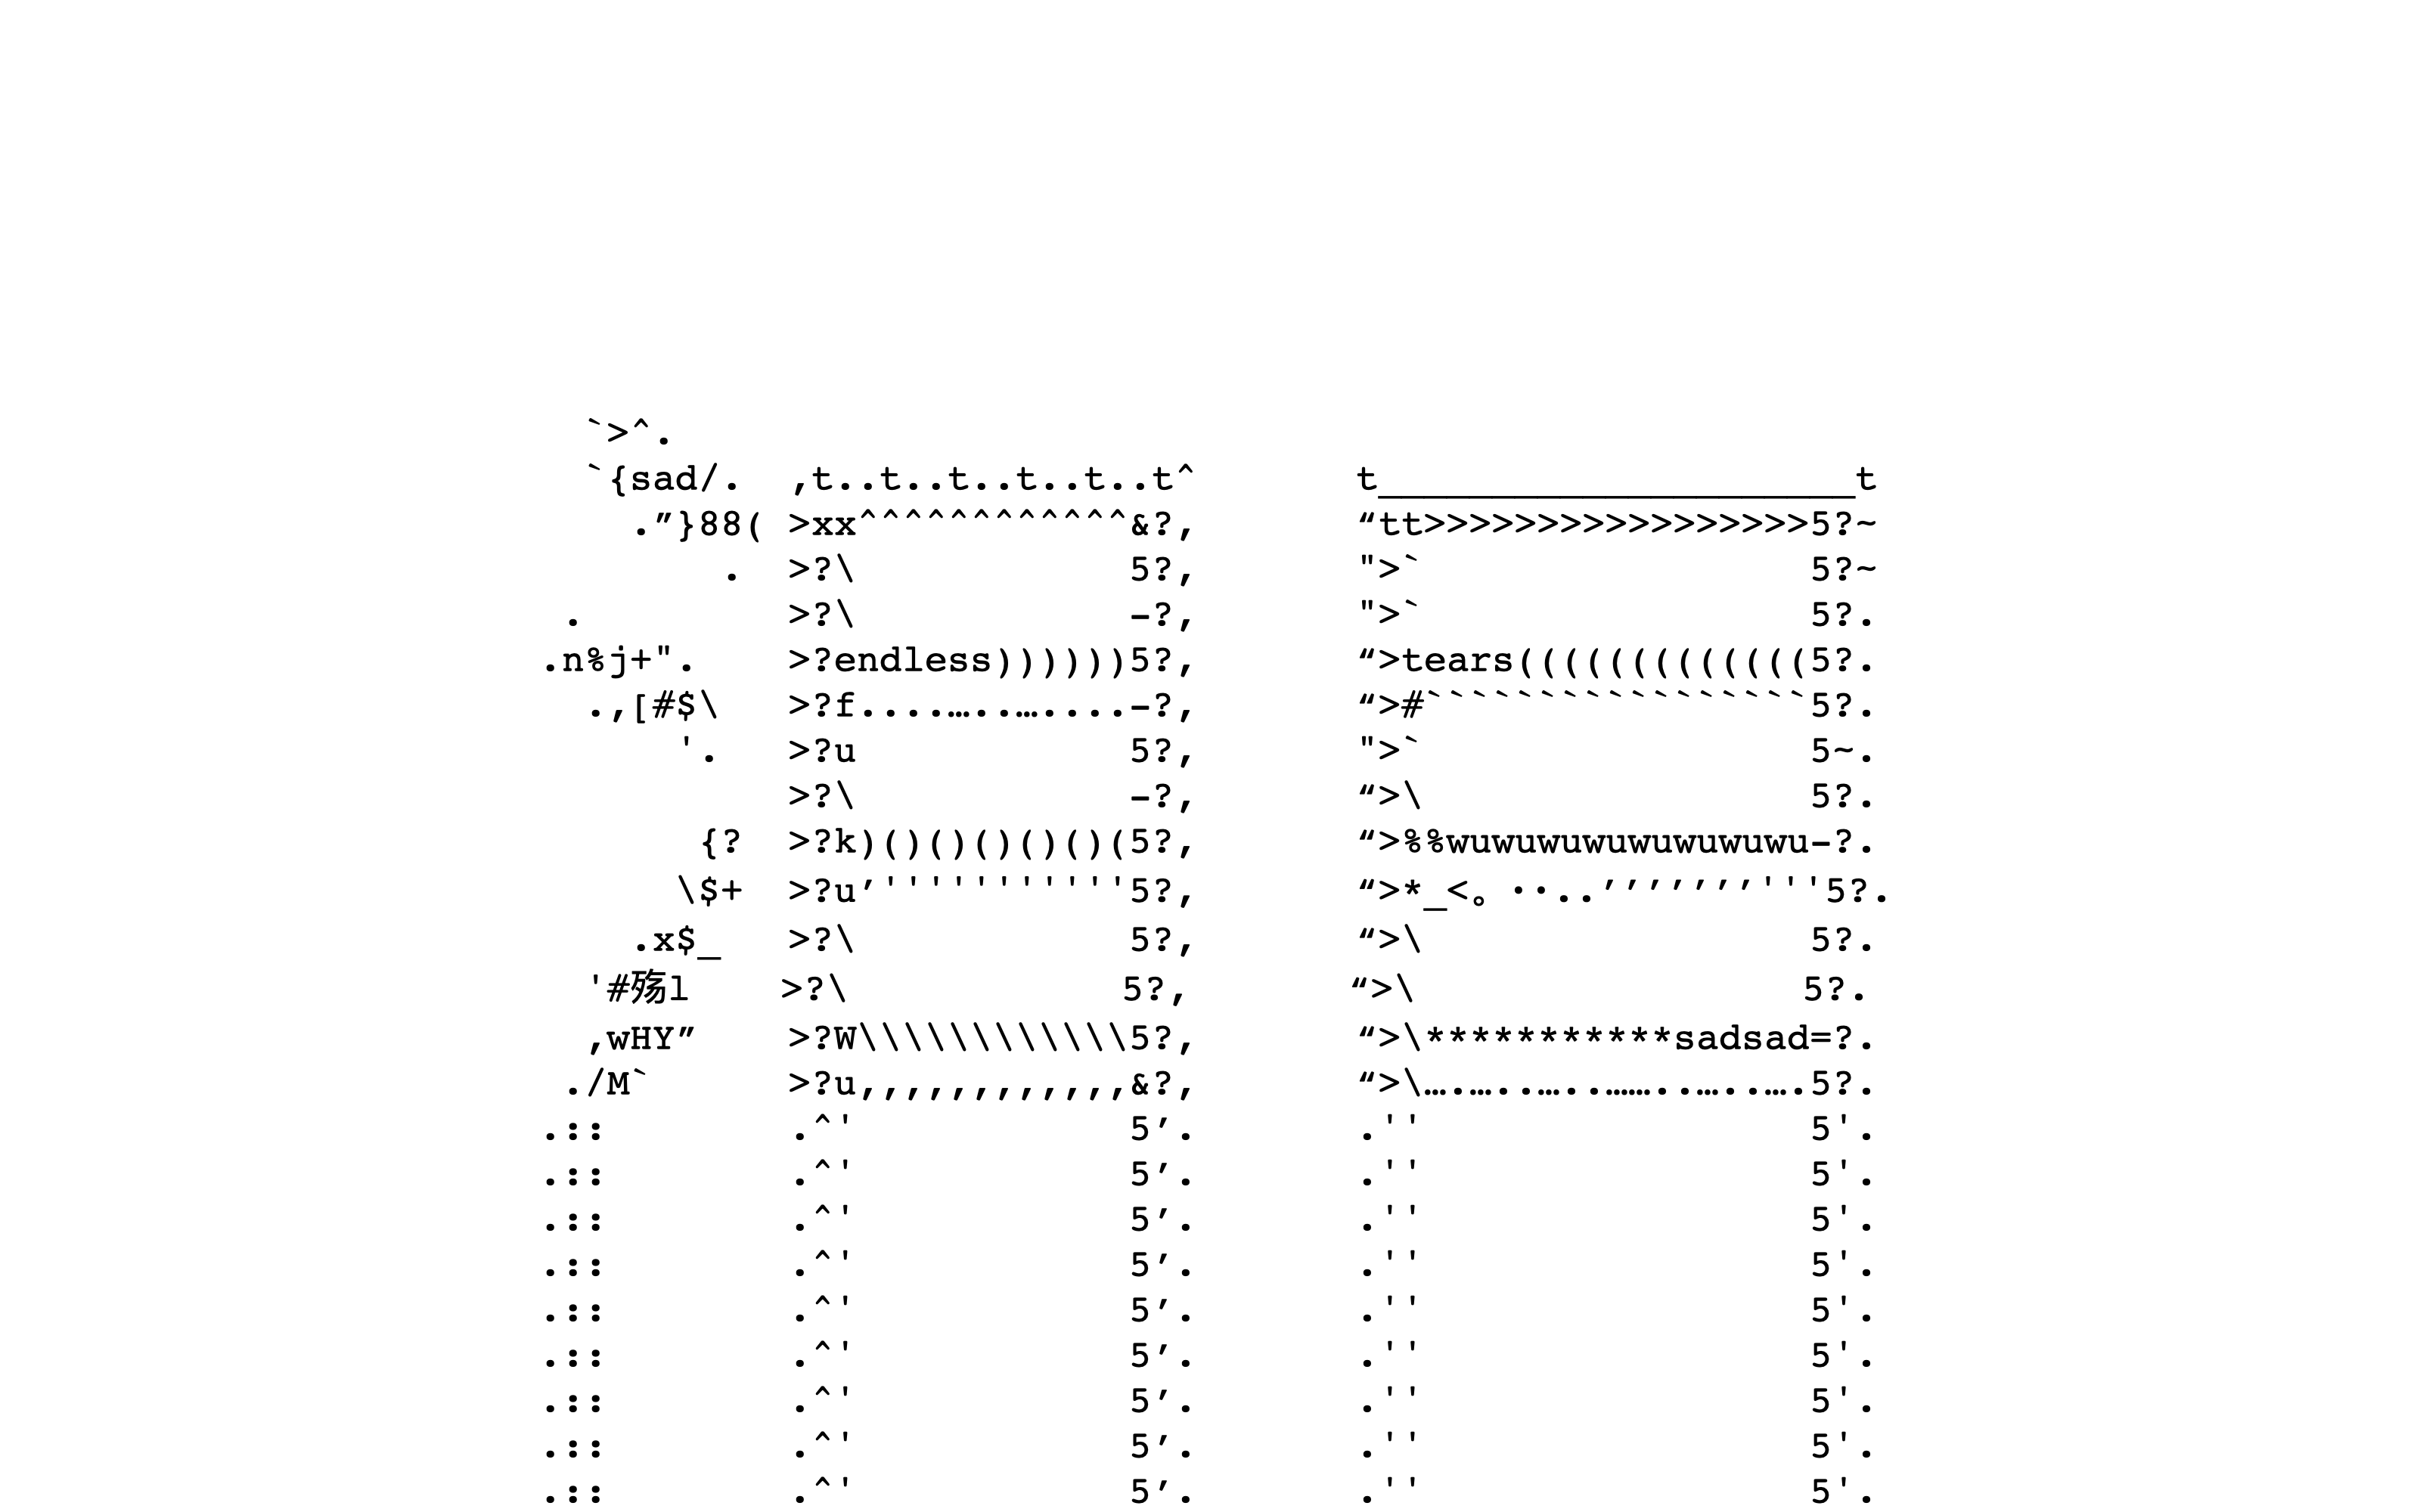 `>^.
`{sad/. ,t..t..t..t..t..t^ t_____________________t
.″}88( >xx^^^^^^^^^^^^&?, “tt>>>>>>>>>>>>>>>>>5?~
. >?\ 5?, ">` 5?~
. >?\ -?, ">` 5?.
.n%j+". >?endless))))))5?, “>tears(((((((((((((5?.
.,[#$\ >?f....…..…....-?, “>#`````````````````5?.
'. >?u 5?, ">` 5~.
>?\ -?, “>\ 5?.
{? >?k)()()()()()(5?, “>%%wuwuwuwuwuwuwuwu-?.
\$+ >?u′'''''''''''5?, “>*_<。··..′′′′′′′'''5?.
.x$_ >?\ 5?, “>\ 5?.
'#殇l >?\ 5?, “>\ 5?.
,wHY″ >?W\\\\\\\\\\\\5?, “>\***********sadsad=?.
./M` >?u,,,,,,,,,,,,&?, “>\….…..…..……..…..….5?.
.:: .^' 5′. .'' 5'.
.:: .^' 5′. .'' 5'.
.:: .^' 5′. .'' 5'.
.:: .^' 5′. .'' 5'.
.:: .^' 5′. .'' 5'.
.:: .^' 5′. .'' 5'.
.:: .^' 5′. .'' 5'.
.:: .^' 5′. .'' 5'.
.:: .^' 5′. .'' 5'.